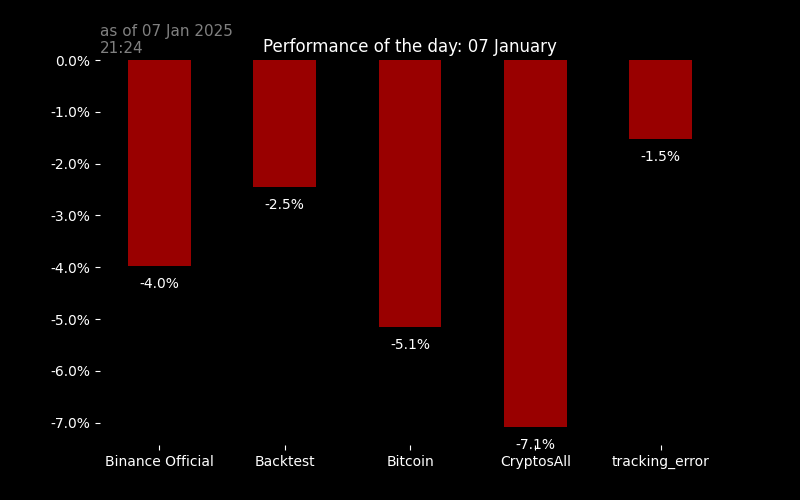 as of 07 Jan 2025
21:24
Performance of the day: 07 January
0.0%
-1.0%
-2.0%
-3.0%
-4.0%
-5.0%
-6.0%
-7.0%
-4.0%
-2.5%
-5.1%
-7.1%
-1.5%
Binance Official
Backtest
Bitcoin
CryptosAll
tracking_error